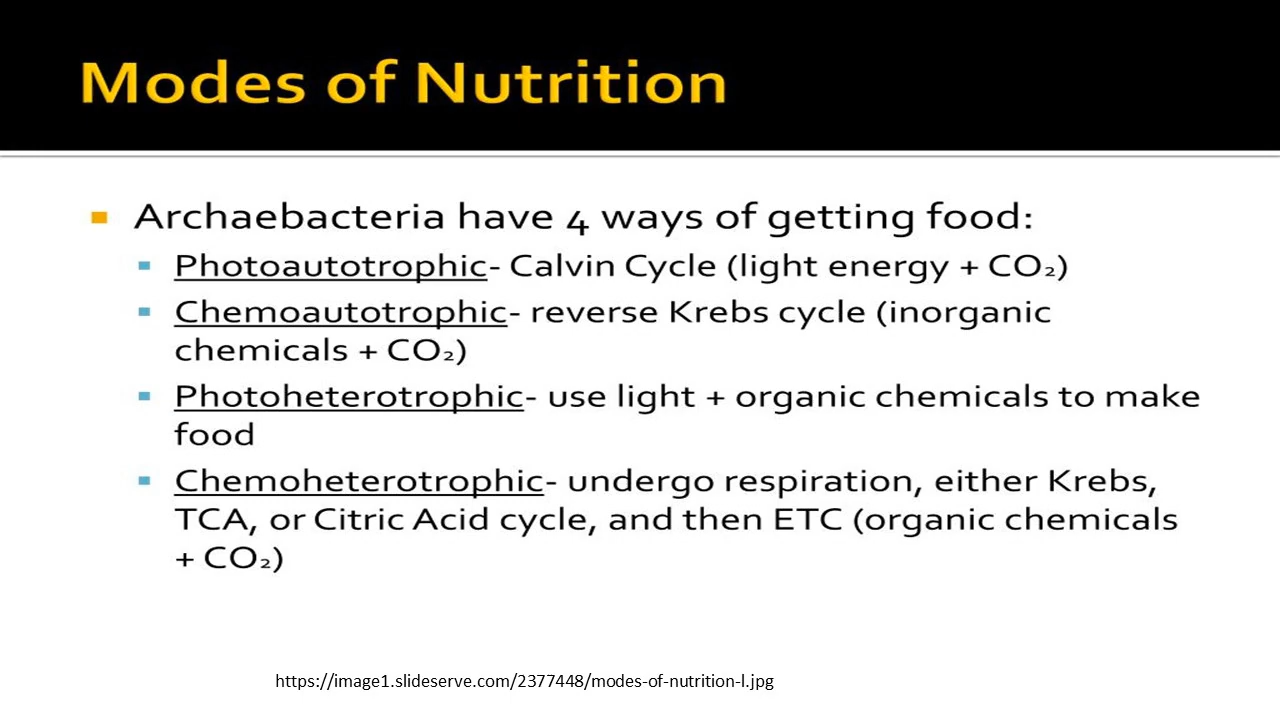 Modes of Nutrition
Archaebacteria have 4 ways of getting food:
Photoautotrophic- Calvin Cycle (light energy + CO₂)
Chemoautotrophic- reverse Krebs cycle (inorganic
chemicals + CO₂)
Photoheterotrophic- use light + organic chemicals to make
food
Chemoheterotrophic- undergo respiration, either Krebs,
TCA, or Citric Acid cycle, and then ETC (organic chemicals
+ CO₂)
https://image1.slideserve.com/2377448/modes-of-nutrition-l.jpg